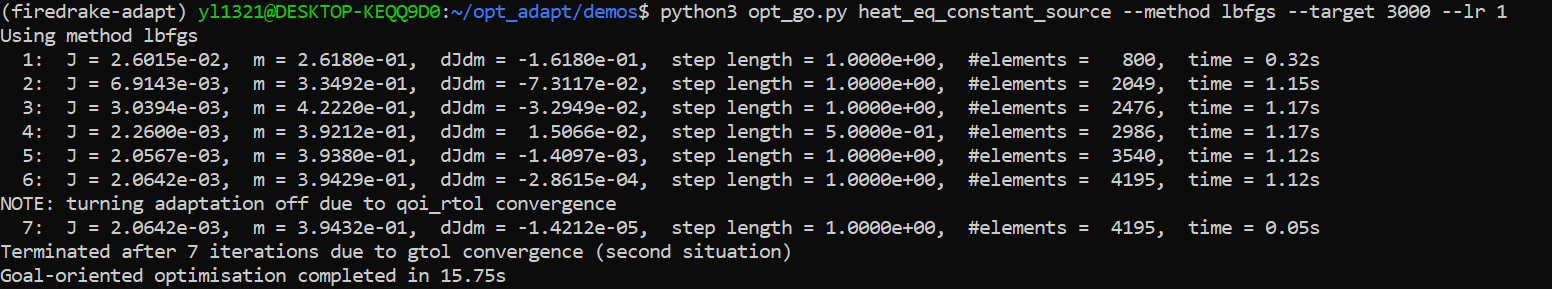 (firedrake-adapt) yl1321@DESKTOP-KEQQ9D0:~/opt_adapt/demos$ python3 opt_go.py heat_eq_constant_source --method lbfgs --target 3000 --lr 1
Using method lbfgs
  1:  J = 2.6015e-02,  m = 2.6180e-01,  dJdm = -1.6180e-01,  step length = 1.0000e+00,  #elements =   800,  time = 0.32s
  2:  J = 6.9143e-03,  m = 3.3492e-01,  dJdm = -7.3117e-02,  step length = 1.0000e+00,  #elements =  2049,  time = 1.15s
  3:  J = 3.0394e-03,  m = 4.2220e-01,  dJdm = -3.2949e-02,  step length = 1.0000e+00,  #elements =  2476,  time = 1.17s
  4:  J = 2.2600e-03,  m = 3.9212e-01,  dJdm =  1.5066e-02,  step length = 5.0000e-01,  #elements =  2986,  time = 1.17s
  5:  J = 2.0567e-03,  m = 3.9380e-01,  dJdm = -1.4097e-03,  step length = 1.0000e+00,  #elements =  3540,  time = 1.12s
  6:  J = 2.0642e-03,  m = 3.9429e-01,  dJdm = -2.8615e-04,  step length = 1.0000e+00,  #elements =  4195,  time = 1.12s
NOTE: turning adaptation off due to qoi_rtol convergence
  7:  J = 2.0642e-03,  m = 3.9432e-01,  dJdm = -1.4212e-05,  step length = 1.0000e+00,  #elements =  4195,  time = 0.05s
Terminated after 7 iterations due to gtol convergence (second situation)
Goal-oriented optimisation completed in 15.75s